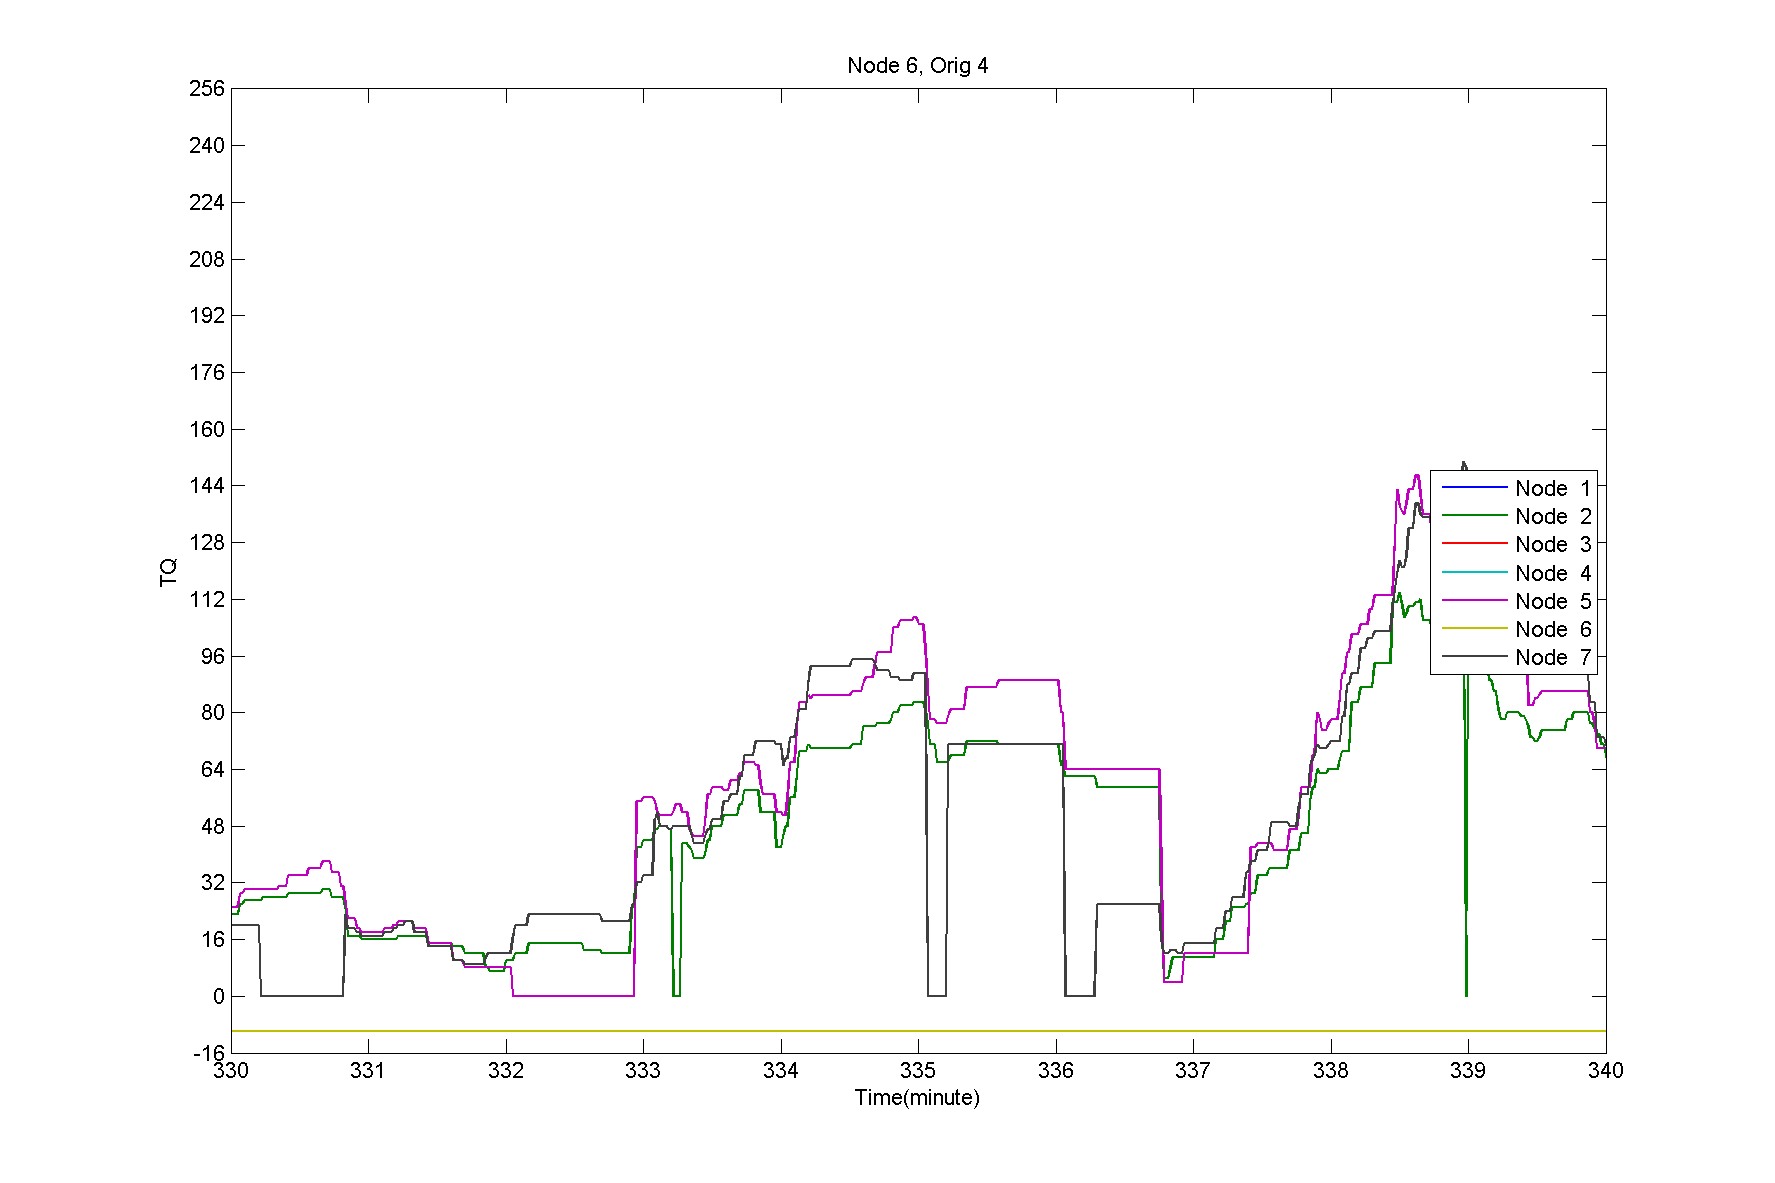 Node 6, Orig 4
256
240
224
208
192
176
160
144
128
112
96
80
64
48
32
16
0
-16
TQ
Node 1
Node 2
Node 3
Node 4
Node 5
Node 6
Node 7
330 331 332 333 334 335 336 337 338 339 340
Time(minute)